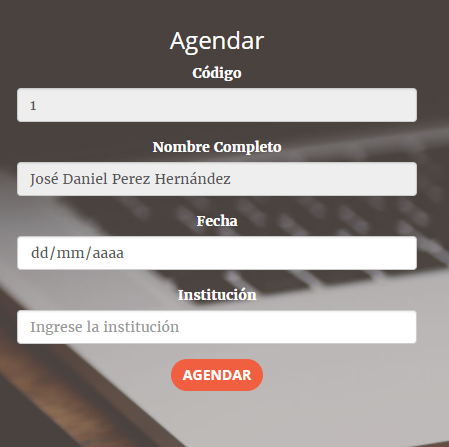 Agendar
Código
1
Nombre Completo
José Daniel Perez Hernández
Fecha
dd/mm/aaaa
Institución
Ingrese la institución
AGENDAR